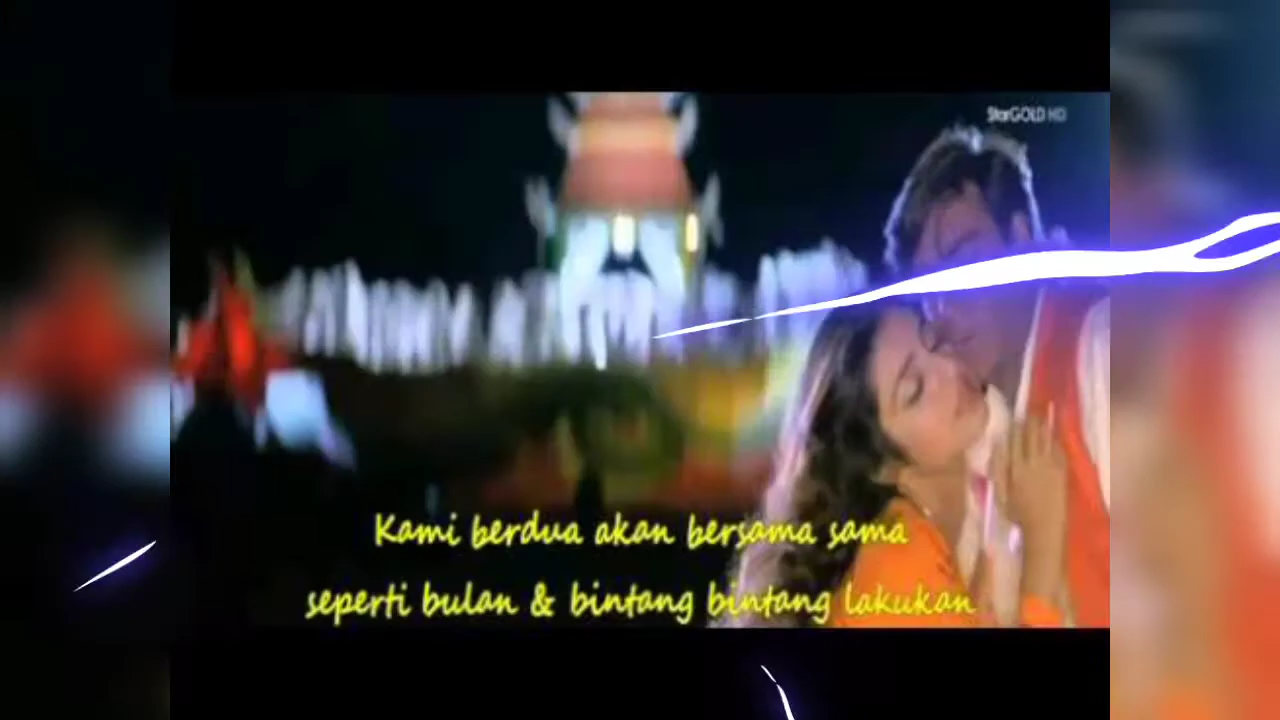 StarGOLD HD
Kami berdua akan bersama sama
seperti bulan & bintang bintang lakukan